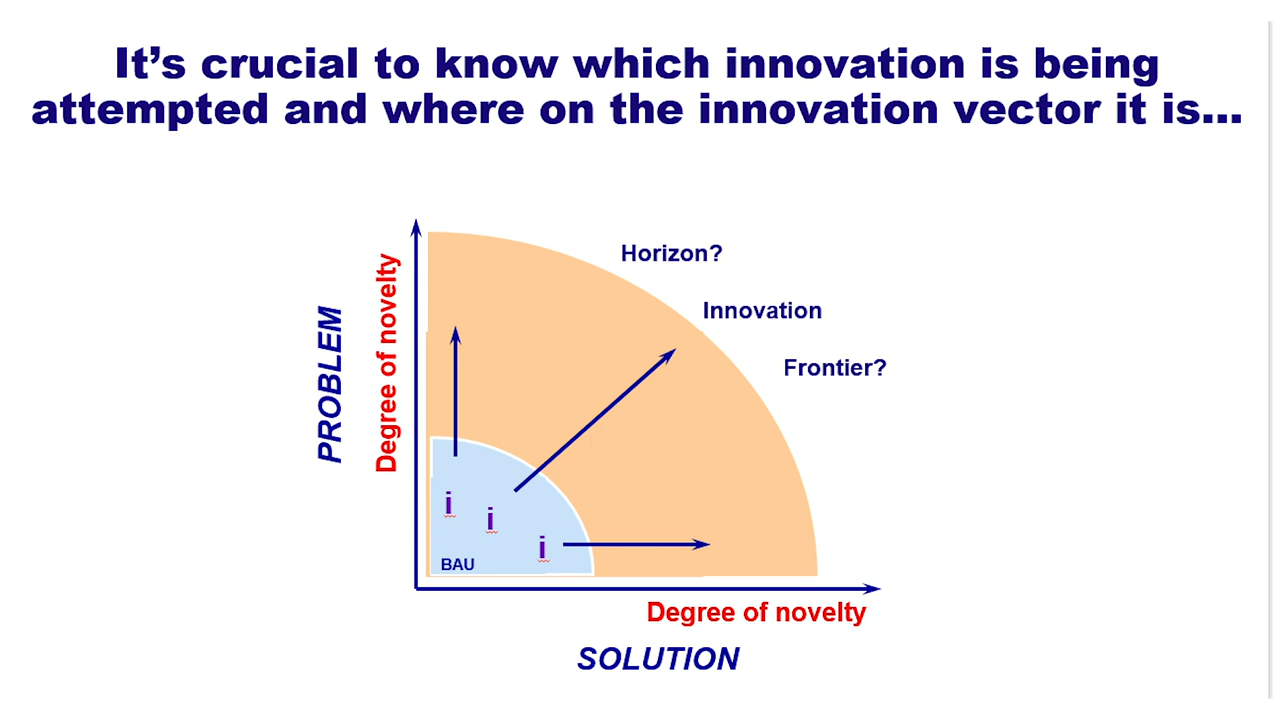 It’s crucial to know which innovation is being
attempted and where on the innovation vector it is...
Horizon?
Innovation
Frontier?
PROBLEM
Degree of novelty
i
i
i
BAU
Degree of novelty
SOLUTION